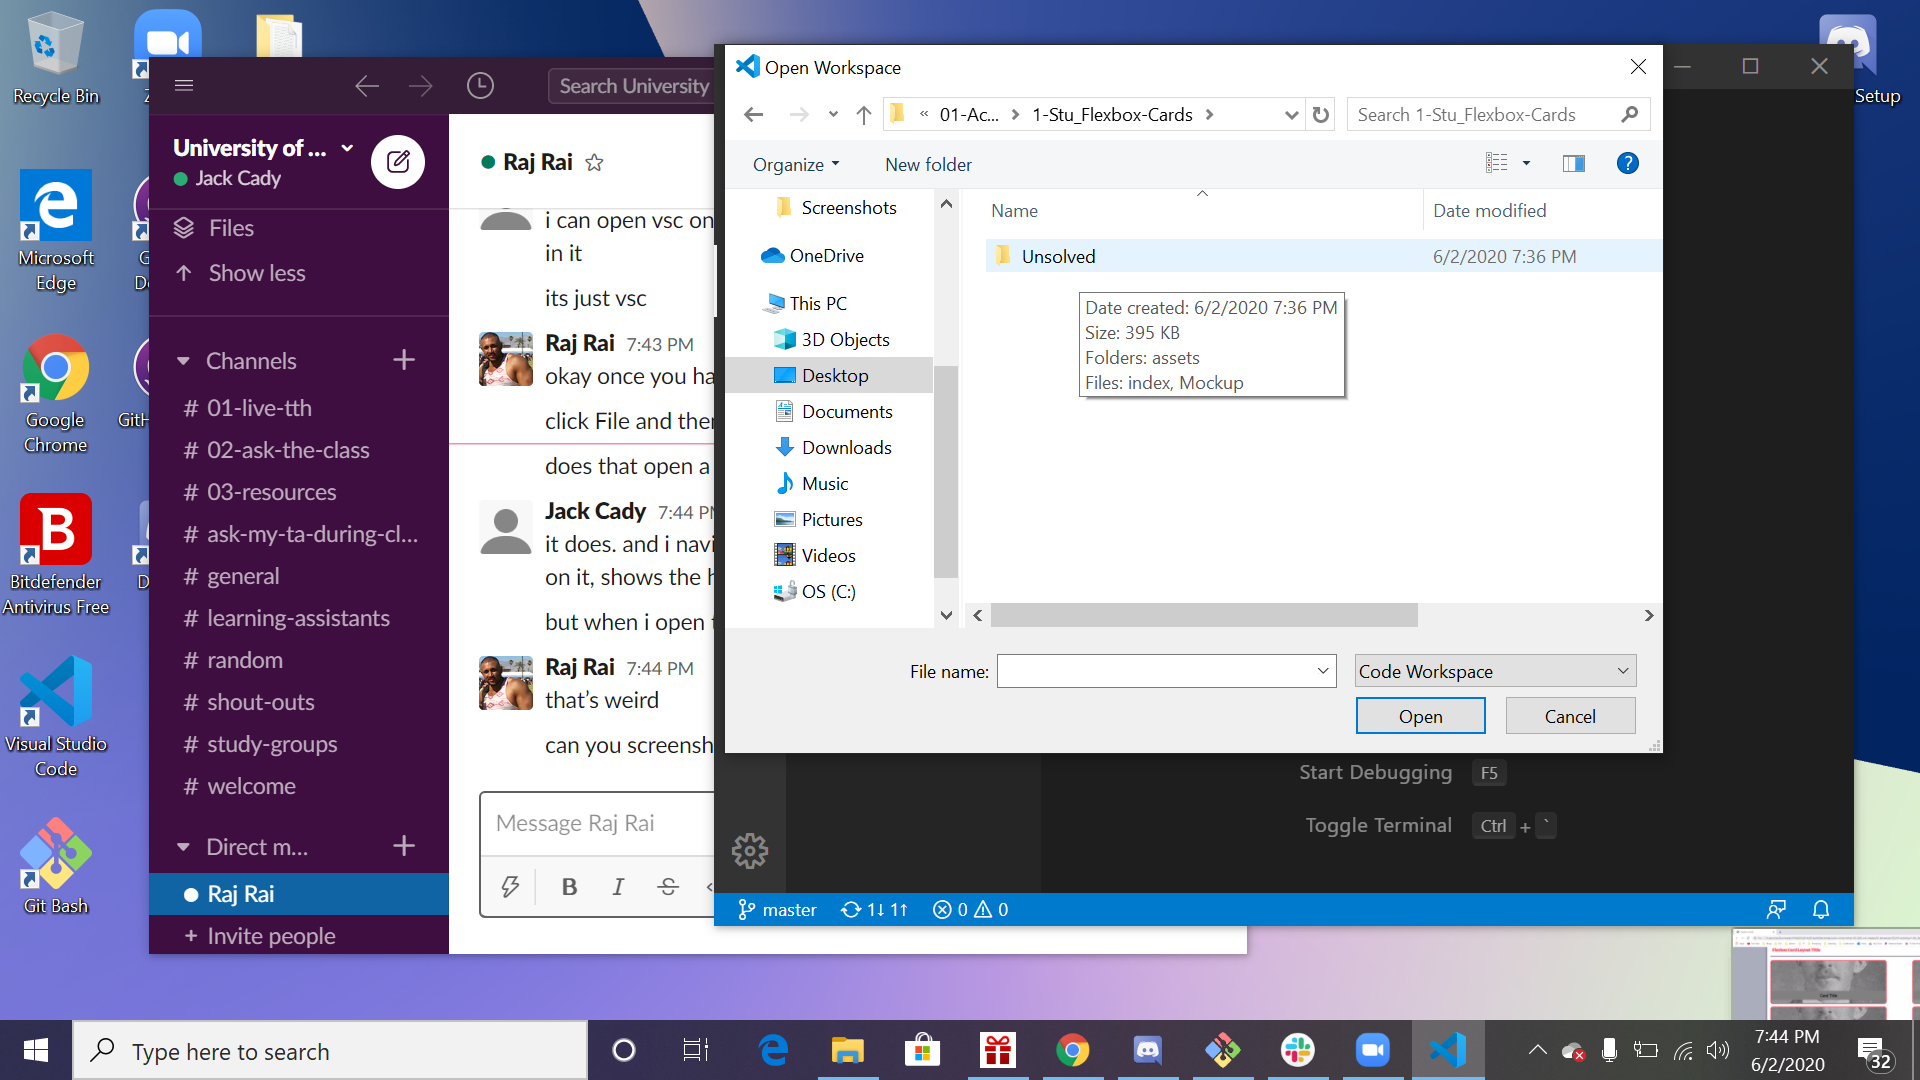 Recycle Bin
Microsoft
Edge
Google
Chrome
Bitdefender
Antivirus Free
Visual Studio
Code
Git Bash
Setup
Search University
University of ...
Jack Cady
Files
Show less
Channels
# 01-live-tth
# 02-ask-the-class
# 03-resources
# ask-my-ta-during-cl...
# general
# learning-assistants
# random
# shout-outs
# study-groups
# welcome
Direct m...
Raj Rai
+ Invite people
Raj Rai
i can open vsc on
in it
its just vsc
Raj Rai 7:43 PM
okay once you ha
click File and then
does that open a
Jack Cady 7:44 PM
it does. and i navi
on it, shows the h
but when i open t
Raj Rai 7:44 PM
that's weird
can you screensh
Message Raj Rai
B I S
Open Workspace
« 01-Ac... > 1-Stu_Flexbox-Cards >
Search 1-Stu_Flexbox-Cards
Organize
New folder
Screenshots
OneDrive
This PC
3D Objects
Desktop
Documents
Downloads
Music
Pictures
Videos
OS (C:)
Name Date modified
Unsolved 6/2/2020 7:36 PM
Date created: 6/2/2020 7:36 PM
Size: 395 KB
Folders: assets
Files: index, Mockup
File name:
Code Workspace
Open
Cancel
Start Debugging F5
Toggle Terminal Ctrl + `
master 1↓ 1↑ 0 0
Type here to search
7:44 PM
6/2/2020
32